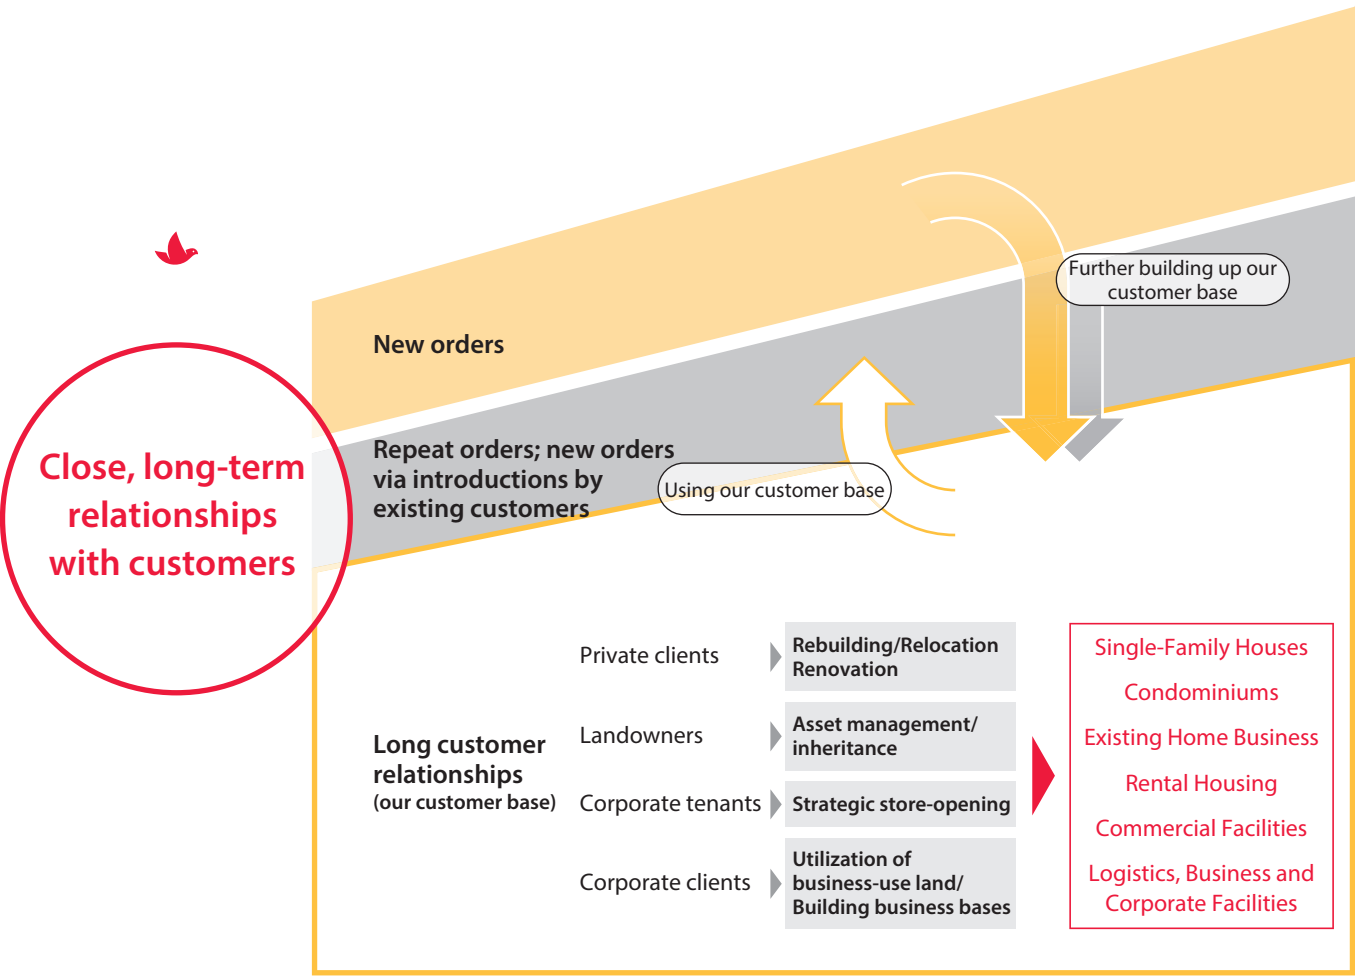 Further building up our
customer base
New orders
Close, long-term
relationships
with customers
Repeat orders; new orders
via introductions by
existing customers
Using our customer base
Long customer
relationships
(our customer base)
Private clients
Rebuilding/Relocation
Renovation
Landowners
Asset management/
inheritance
Corporate tenants
Strategic store-opening
Corporate clients
Utilization of
business-use land/
Building business bases
Single-Family Houses
Condominiums
Existing Home Business
Rental Housing
Commercial Facilities
Logistics, Business and
Corporate Facilities